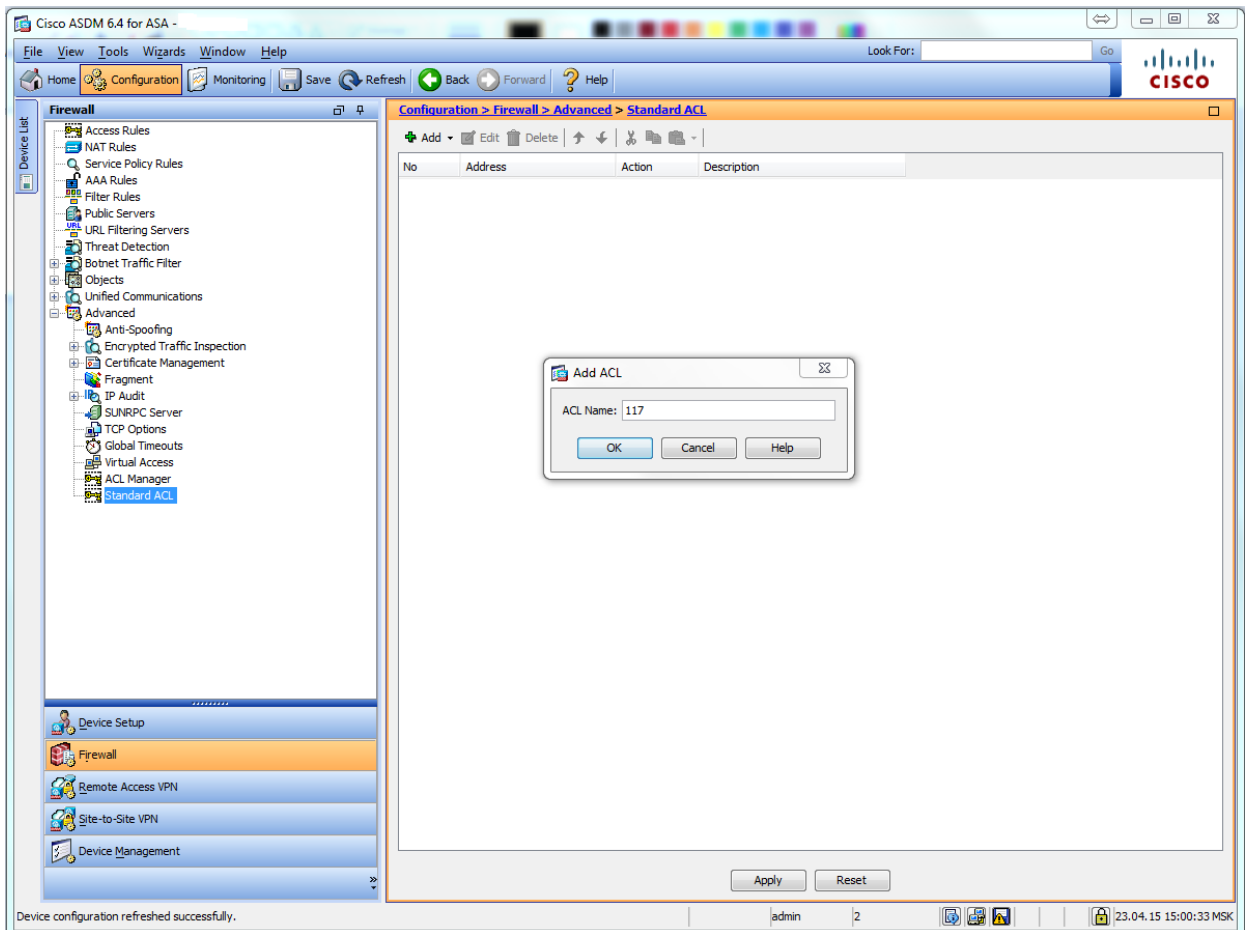 Cisco ASDM 6.4 for ASA -
File View Tools Wizards Window Help
Look For:
Go
Home Configuration Monitoring Save Refresh Back Forward Help
CISCO
Device List
Firewall
Access Rules
NAT Rules
Service Policy Rules
AAA Rules
Filter Rules
Public Servers
URL URL Filtering Servers
Threat Detection
Botnet Traffic Filter
Objects
Unified Communications
Advanced
Anti-Spoofing
Encrypted Traffic Inspection
Certificate Management
Fragment
IP Audit
SUNRPC Server
TCP Options
Global Timeouts
Virtual Access
ACL Manager
Standard ACL
Device Setup
Firewall
Remote Access VPN
Site-to-Site VPN
Device Management
Configuration > Firewall > Advanced > Standard ACL
Add Edit Delete
No Address Action Description
Add ACL
ACL Name: 117
OK Cancel Help
Apply Reset
Device configuration refreshed successfully.
admin 2 23.04.15 15:00:33 MSK